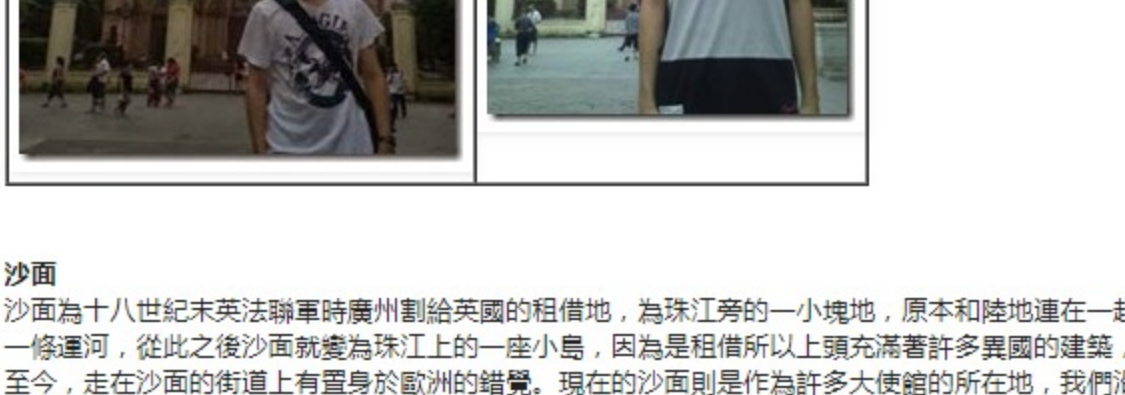 沙面
沙面為十八世紀末英法聯軍時廣州割給英國的租借地，為珠江旁的一小塊地，原本和陸地連在一起
一條運河，從此之後沙面就變為珠江上的一座小島，因為是租借所以上頭充滿著許多異國的建築，
至今，走在沙面的街道上有置身於歐洲的錯覺。現在的沙面則是作為許多大使館的所在地，我們沿